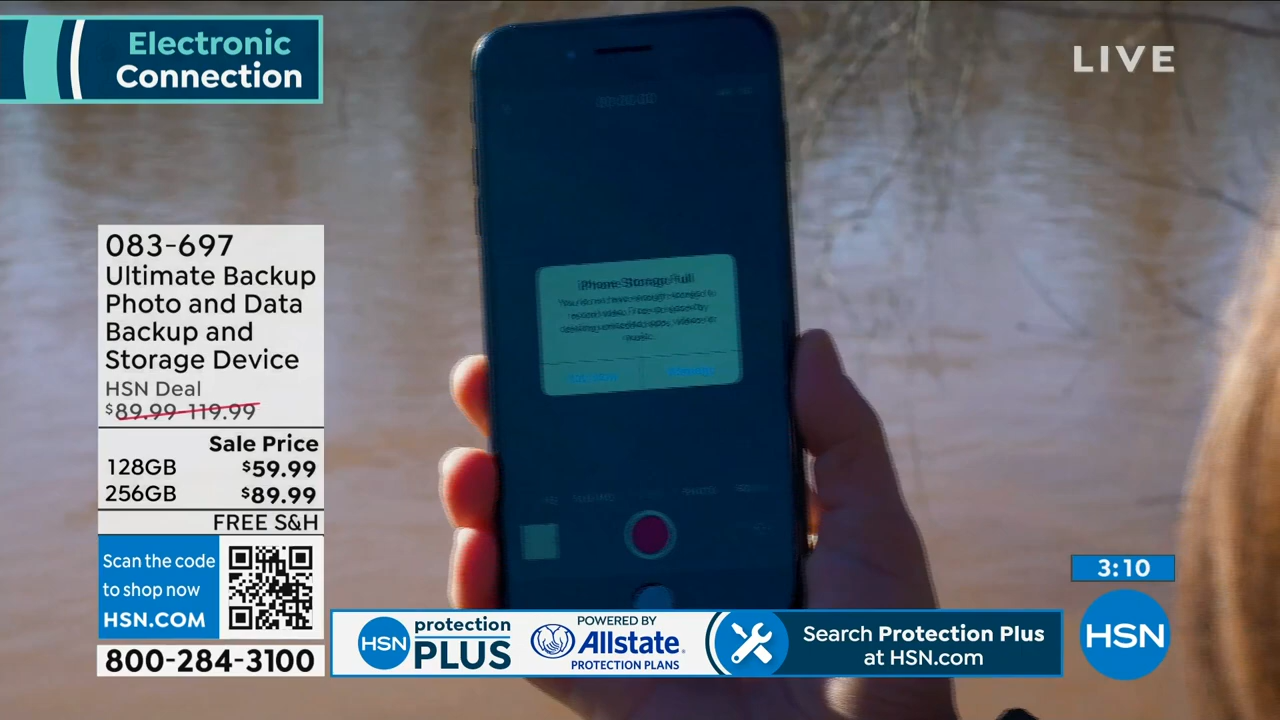 Electronic
Connection
LIVE
083-697
Ultimate Backup
Photo and Data
Backup and
Storage Device
HSN Deal
$89.99-119.99
Sale Price
128GB $59.99
256GB $89.99
FREE S&H
Scan the code
to shop now
HSN.COM
800-284-3100
iPhone Storage Full
HSN
protection
PLUS
POWERED BY
Allstate
PROTECTION PLANS
Search Protection Plus
at HSN.com
3:10
HSN